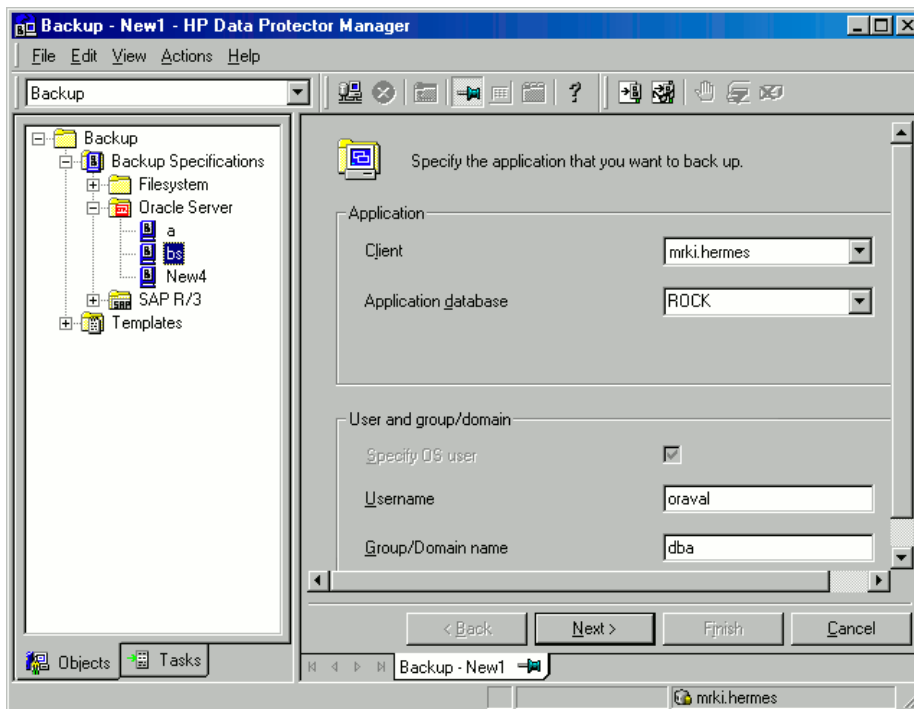 Backup - New1 - HP Data Protector Manager
File Edit View Actions Help
Backup
Backup
Backup Specifications
Filesystem
Oracle Server
a
bs
New4
SAP R/3
Templates
Specify the application that you want to back up.
Application
Client
mrki.hermes
Application database
ROCK
User and group/domain
Specify OS user
Username
oraval
Group/Domain name
dba
< Back Next > Finish Cancel
Objects Tasks
Backup - New1
mrki.hermes